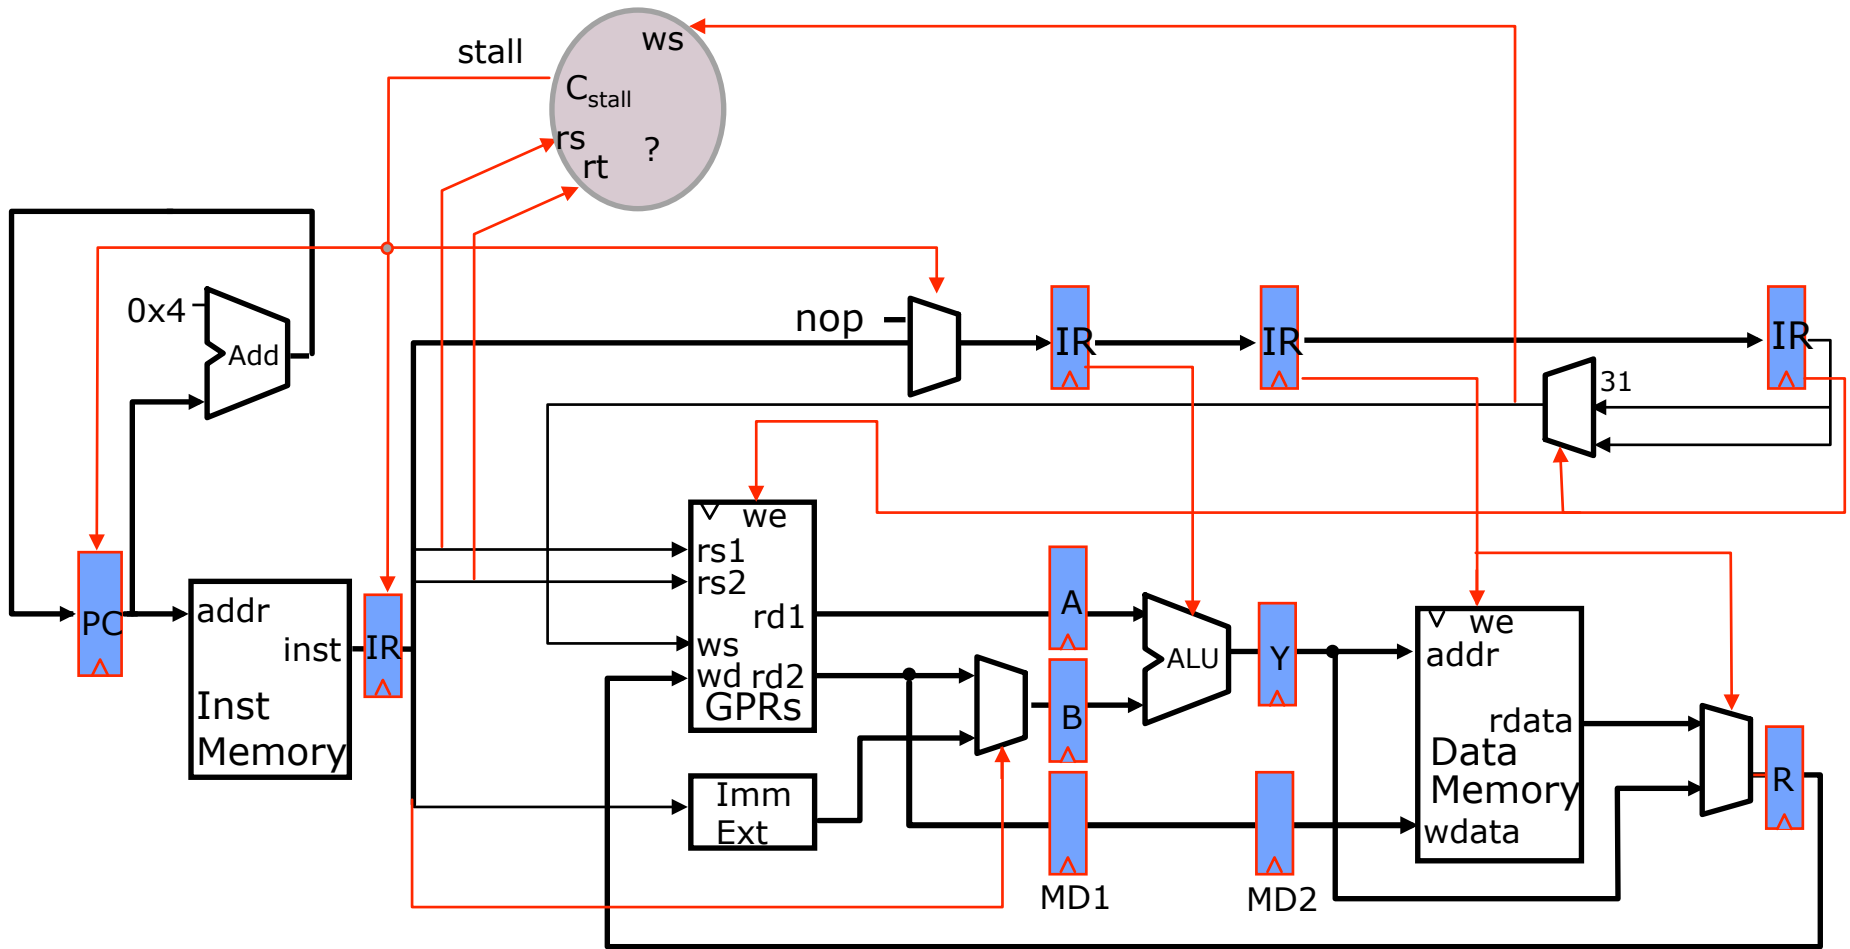 ws
stall
C stall
rs
rt
?
0x4
Add
nop
IR
IR
IR
31
PC
addr
inst
Inst
Memory
IR
we
rs1
rs2
rd1
ws
wd rd2
GPRs
Imm
Ext
A
B
MD1
ALU
Y
MD2
we
addr
rdata
Data
Memory
wdata
R